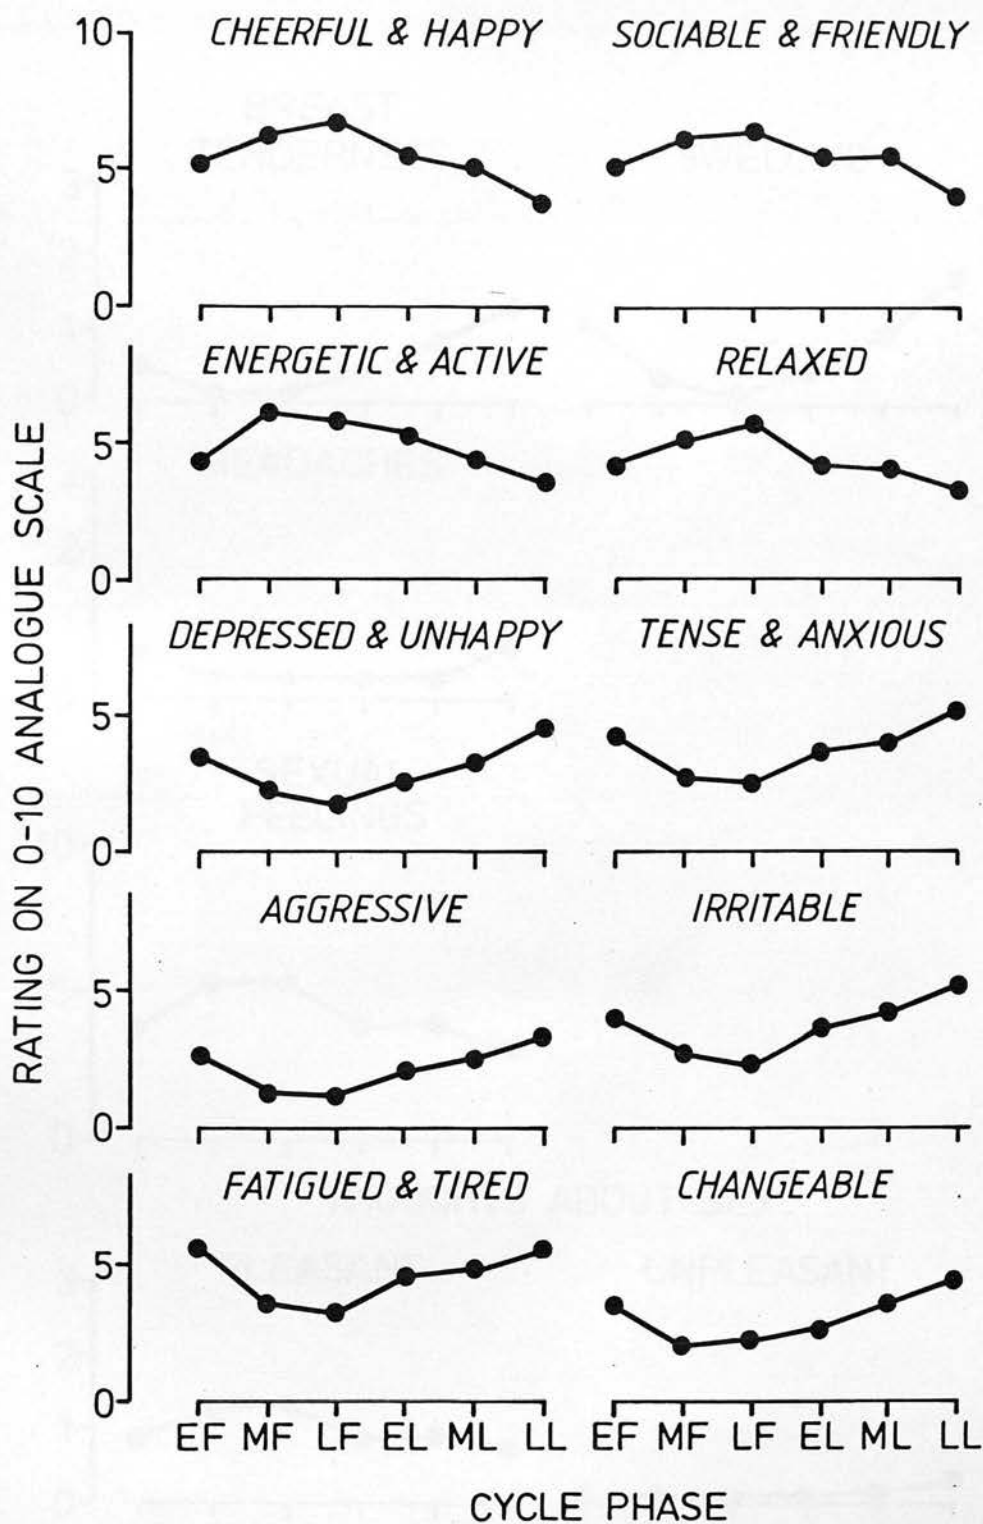 10
CHEERFUL & HAPPY
SOCIABLE & FRIENDLY
5
0
ENERGETIC & ACTIVE
RELAXED
5
0
DEPRESSED & UNHAPPY
TENSE & ANXIOUS
5
0
AGGRESSIVE
IRRITABLE
5
0
FATIGUED & TIRED
CHANGEABLE
5
0
EF MF LF EL ML LL
EF MF LF EL ML LL
CYCLE PHASE
RATING ON 0-10 ANALOGUE SCALE